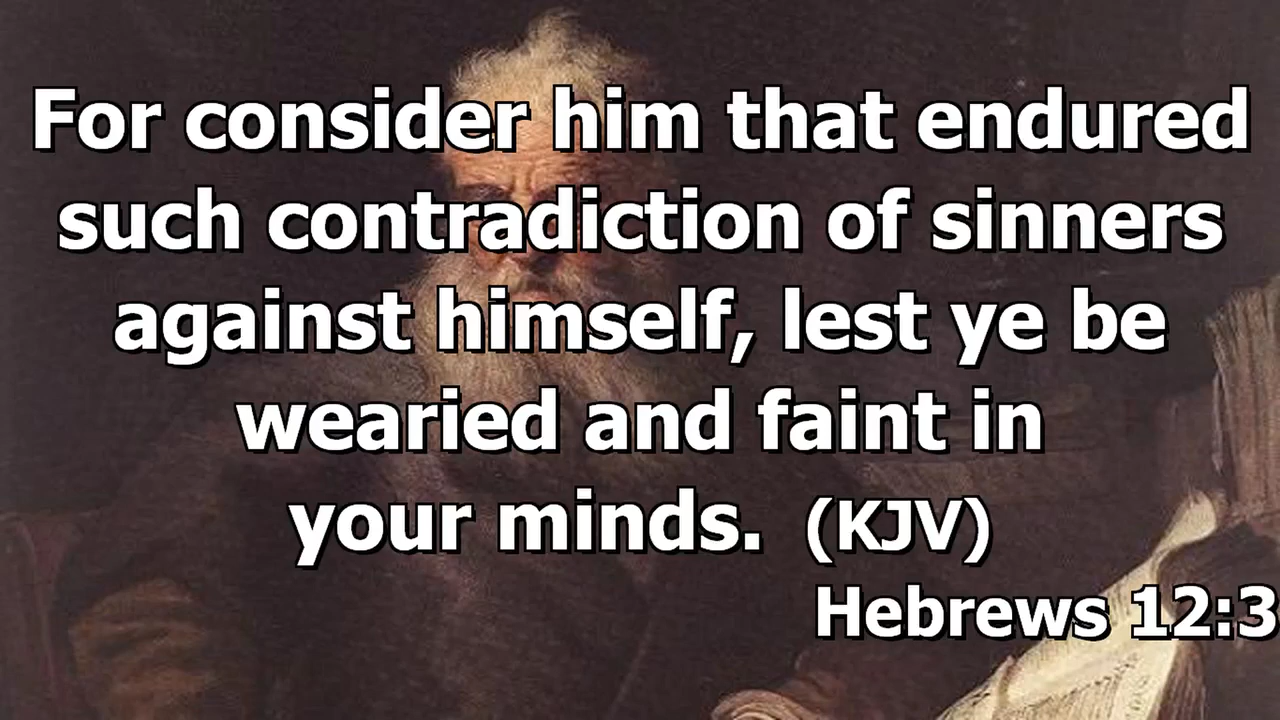 For consider him that endured
such contradiction of sinners
against himself, lest ye be
wearied and faint in
your minds. (KJV)
Hebrews 12:3